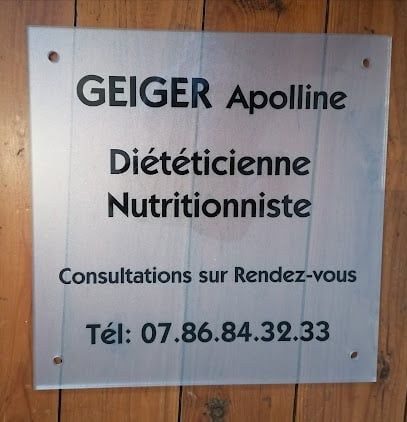 GEIGER Apolline
Diététicienne
Nutritionniste
Consultations sur Rendez-vous
Tél: 07.86.84.32.33